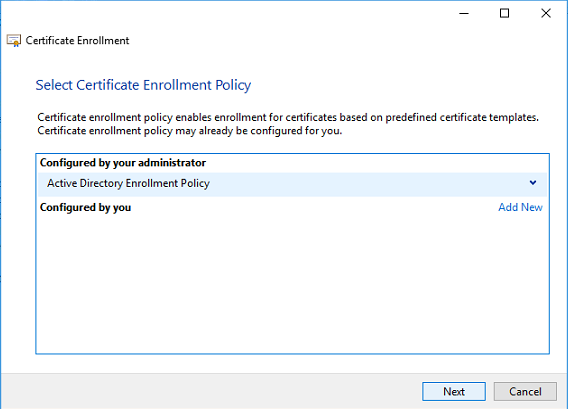 Certificate Enrollment
Select Certificate Enrollment Policy
Certificate enrollment policy enables enrollment for certificates based on predefined certificate templates.
Certificate enrollment policy may already be configured for you.
Configured by your administrator
Active Directory Enrollment Policy
Configured by you Add New
Next Cancel